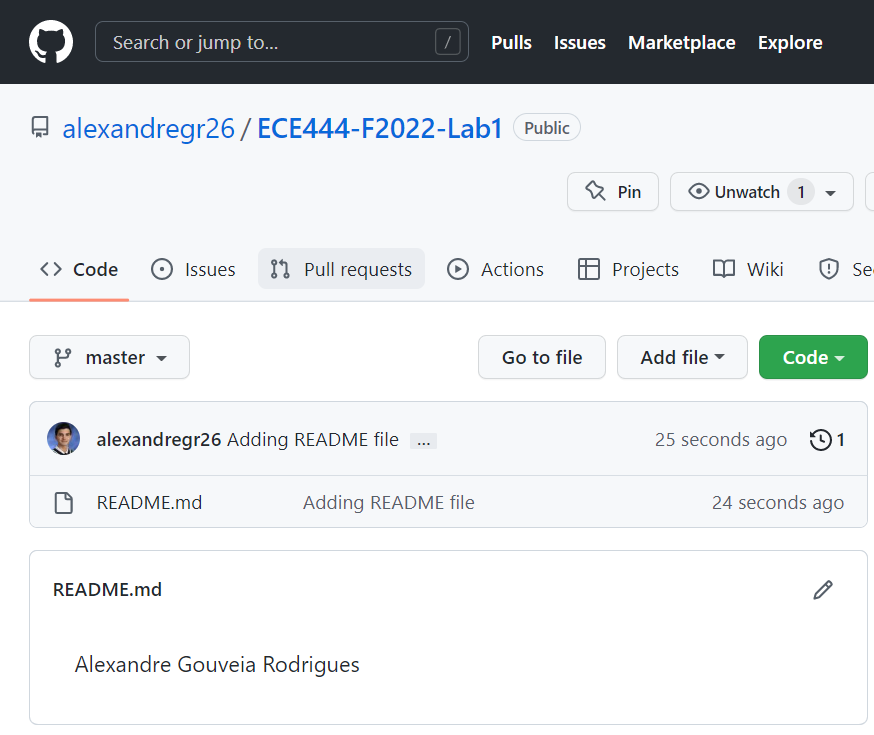 Search or jump to... / Pulls Issues Marketplace Explore
alexandregr26 / ECE444-F2022-Lab1 Public
Pin Unwatch 1
Code Issues Pull requests Actions Projects Wiki
master Go to file Add file Code
alexandregr26 Adding README file ... 25 seconds ago 1
README.md Adding README file 24 seconds ago
README.md
Alexandre Gouveia Rodrigues